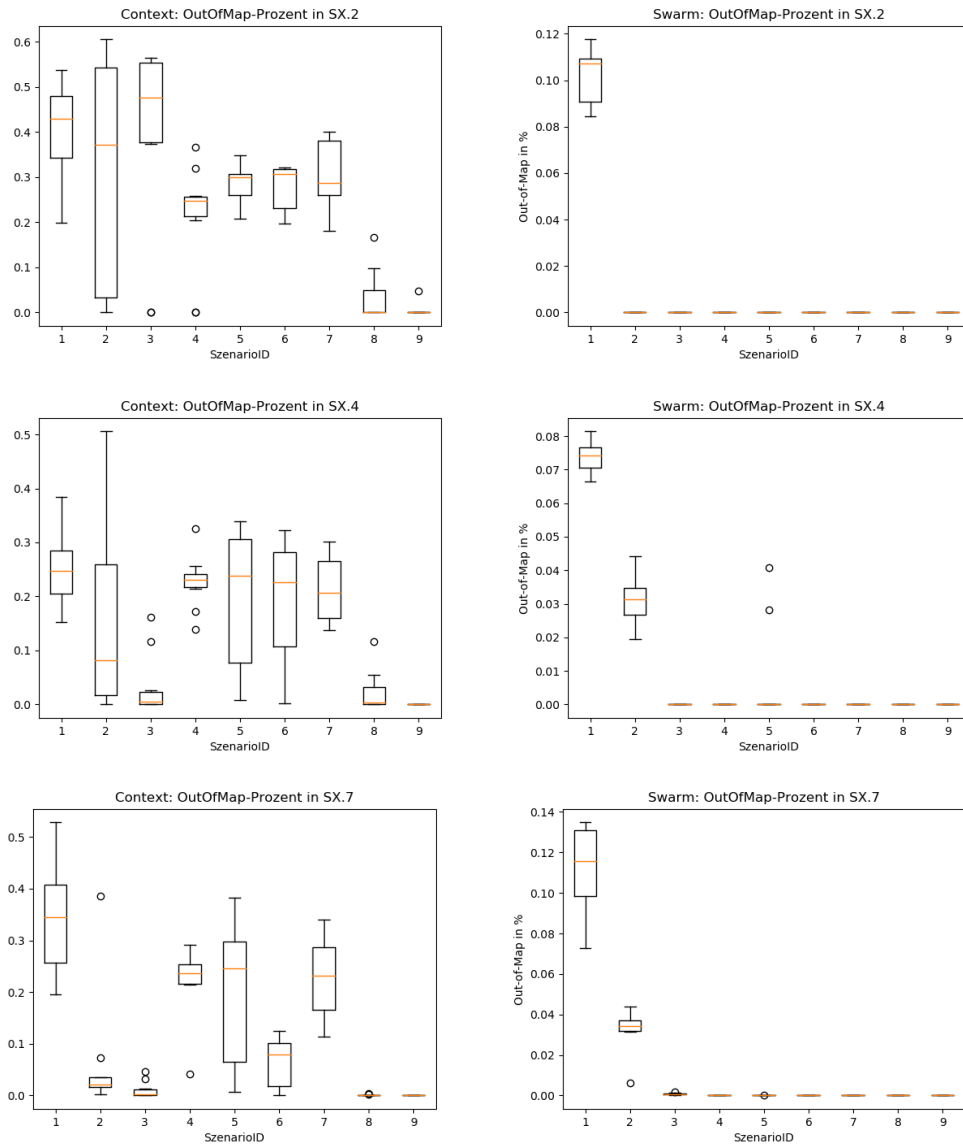 Context: OutOfMap-Prozent in SX.2
0.6
0.5
0.4
0.3
0.2
0.1
0.0
1 2 3 4 5 6 7 8 9
SzenarioID
Swarm: OutOfMap-Prozent in SX.2
Out-of-Map in %
0.12
0.10
0.08
0.06
0.04
0.02
0.00
1 2 3 4 5 6 7 8 9
SzenarioID
Context: OutOfMap-Prozent in SX.4
0.5
0.4
0.3
0.2
0.1
0.0
1 2 3 4 5 6 7 8 9
SzenarioID
Swarm: OutOfMap-Prozent in SX.4
Out-of-Map in %
0.08
0.07
0.06
0.05
0.04
0.03
0.02
0.01
0.00
1 2 3 4 5 6 7 8 9
SzenarioID
Context: OutOfMap-Prozent in SX.7
0.5
0.4
0.3
0.2
0.1
0.0
1 2 3 4 5 6 7 8 9
SzenarioID
Swarm: OutOfMap-Prozent in SX.7
Out-of-Map in %
0.14
0.12
0.10
0.08
0.06
0.04
0.02
0.00
1 2 3 4 5 6 7 8 9
SzenarioID